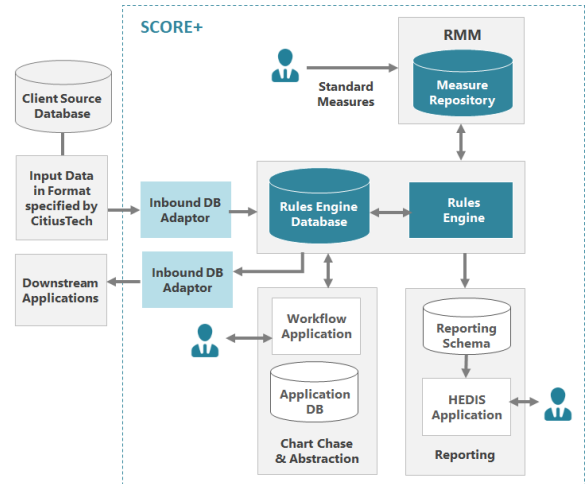 SCORE+
RMM
Measure
Repository
Standard
Measures
Client Source
Database
Input Data
in Format
specified by
CitiusTech
Inbound DB
Adaptor
Rules Engine
Database
Rules
Engine
Downstream
Applications
Inbound DB
Adaptor
Workflow
Application
Application
DB
Chart Chase
& Abstraction
Reporting
Schema
HEDIS
Application
Reporting